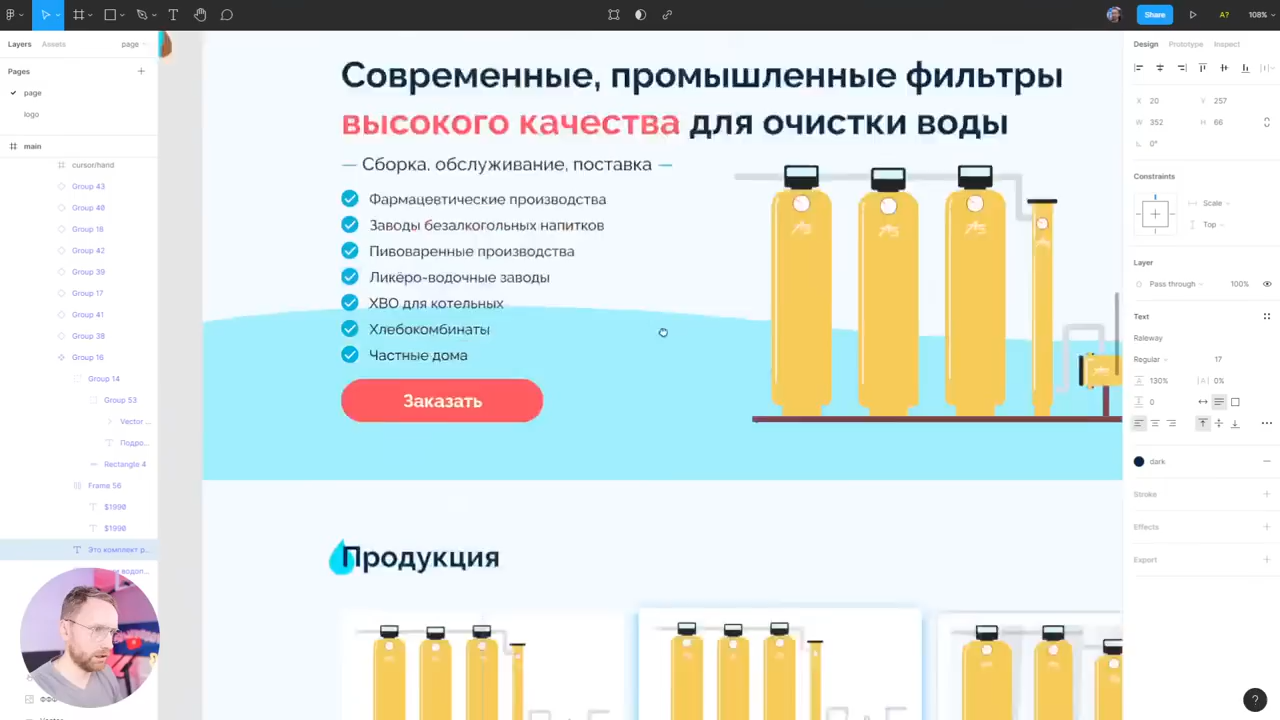 Share
A?
108%
Layers
Assets
page
Pages
page
logo
main
cursor/hand
Group 43
Group 40
Group 18
Group 42
Group 39
Group 17
Group 41
Group 38
Group 16
Group 14
Group 53
Vector ...
Подро...
Rectangle 4
Frame 56
$1990
$1990
Это комплект р...
Современные, промышленные фильтры
высокого качества для очистки воды
— Сборка, обслуживание, поставка —
Фармацевтические производства
Заводы безалкогольных напитков
Пивоваренные производства
Ликёро-водочные заводы
ХВО для котельных
Хлебокомбинаты
Частные дома
Заказать
Продукция
Design
Prototype
Inspect
X 20
Y 257
W 352
H 66
0°
Constraints
Scale
Top
Layer
Pass through
100%
Text
Raleway
Regular
17
130%
0%
0
dark
Stroke
Effects
Export
?